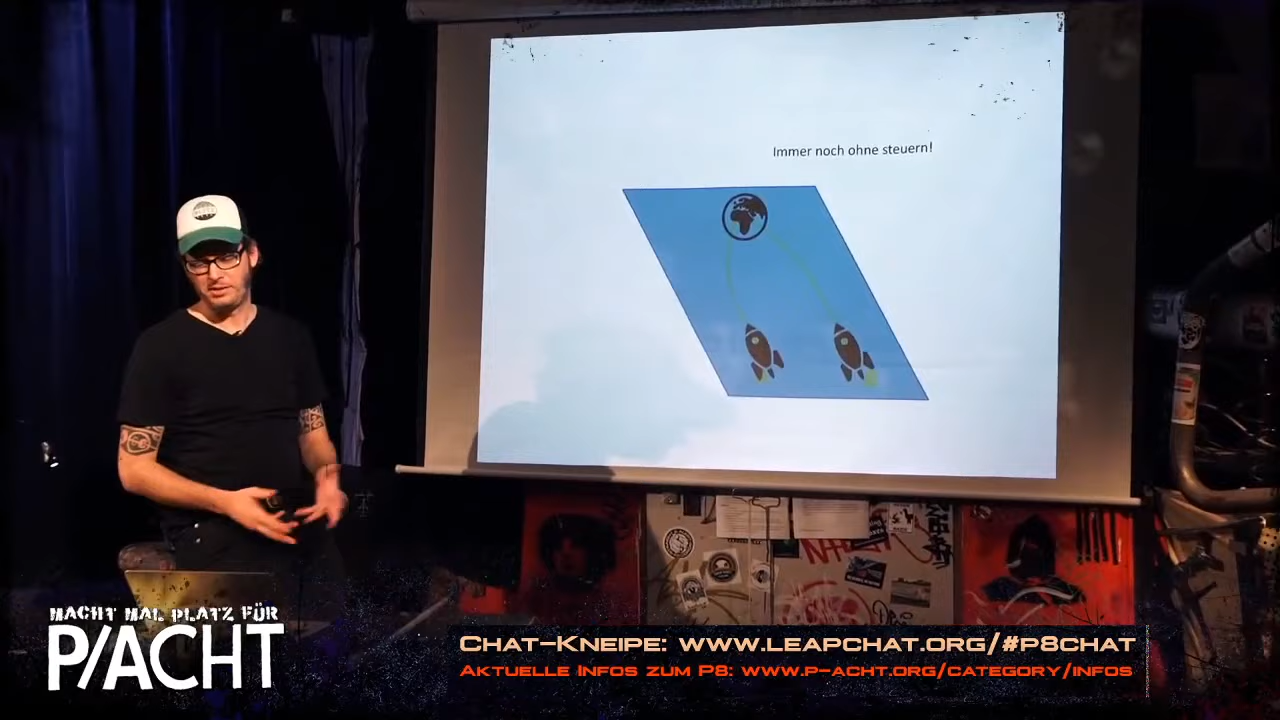 Immer noch ohne steuern!
MACHT MAL PLATZ FÜR
P/ACHT
Chat-Kneipe: www.leapchat.org/#p8chat
Aktuelle Infos zum P8: www.p-acht.org/category/infos